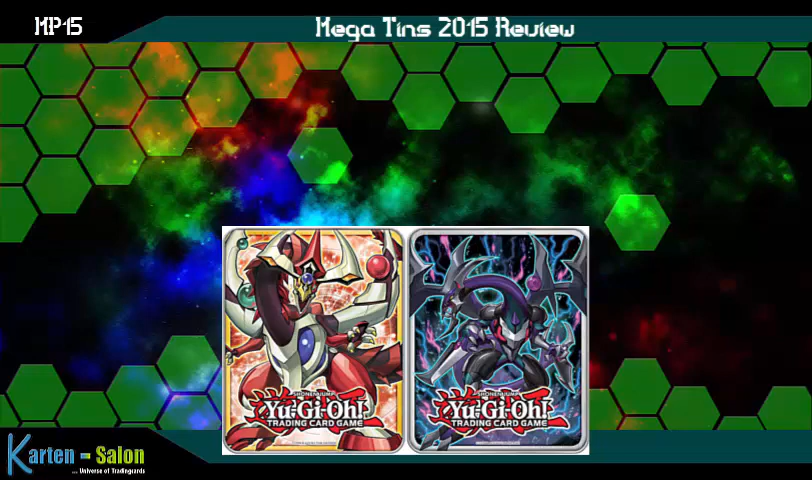 MP15
Mega Tins 2015 Review
SHONEN JUMP
Yu-Gi-Oh!
TRADING CARD GAME
SHONEN JUMP
Yu-Gi-Oh!
TRADING CARD GAME
Karten - Salon
... Universe of Tradingcards